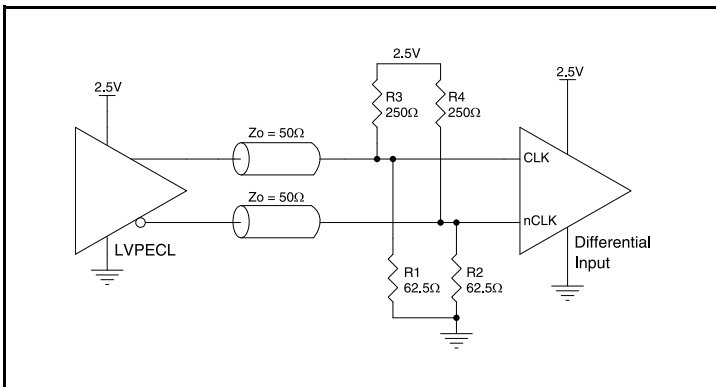 2.5V
2.5V
2.5V
R3
250Ω
R4
250Ω
Zo = 50Ω
CLK
Zo = 50Ω
nCLK
LVPECL
Differential
Input
R1
62.5Ω
R2
62.5Ω